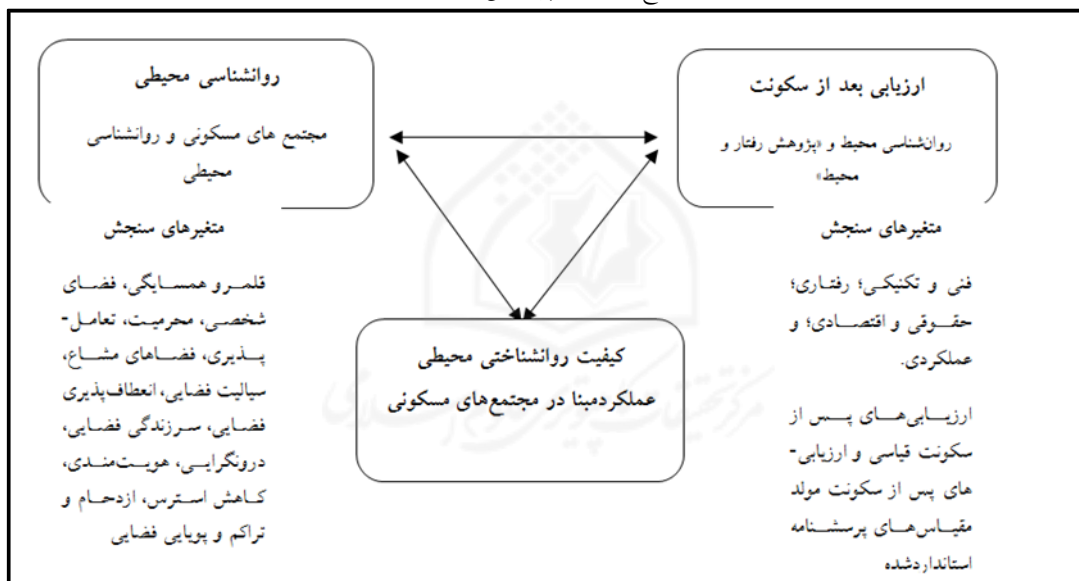 ارزیابی بعد از سکونت
روان‌شناسی محیط و «پژوهش رفتار و
محیط»
متغیرهای سنجش
فنی و تکنیکی؛ رفتاری؛
حقوقی و اقتصادی؛ و
عملکردی.
ارزیابی‌های پس از
سکونت قیاسی و ارزیابی-
های پس از سکونت مولد
مقیاس‌های پرسشنامه
استانداردشده
روانشناسی محیطی
مجتمع های مسکونی و روانشناسی
محیطی
متغیرهای سنجش
قلمرو همسایگی، فضای
شخصی، محرمیت، تعامل-
پذیری، فضاهای مشاع،
سیالیت فضایی، انعطاف‌پذیری
فضایی، سرزندگی فضایی،
درونگرایی، هویت‌مندی،
کاهش استرس، ازدحام و
تراکم و پویایی فضایی
کیفیت روانشناختی محیطی
عملکردمبنا در مجتمع‌های مسکونی